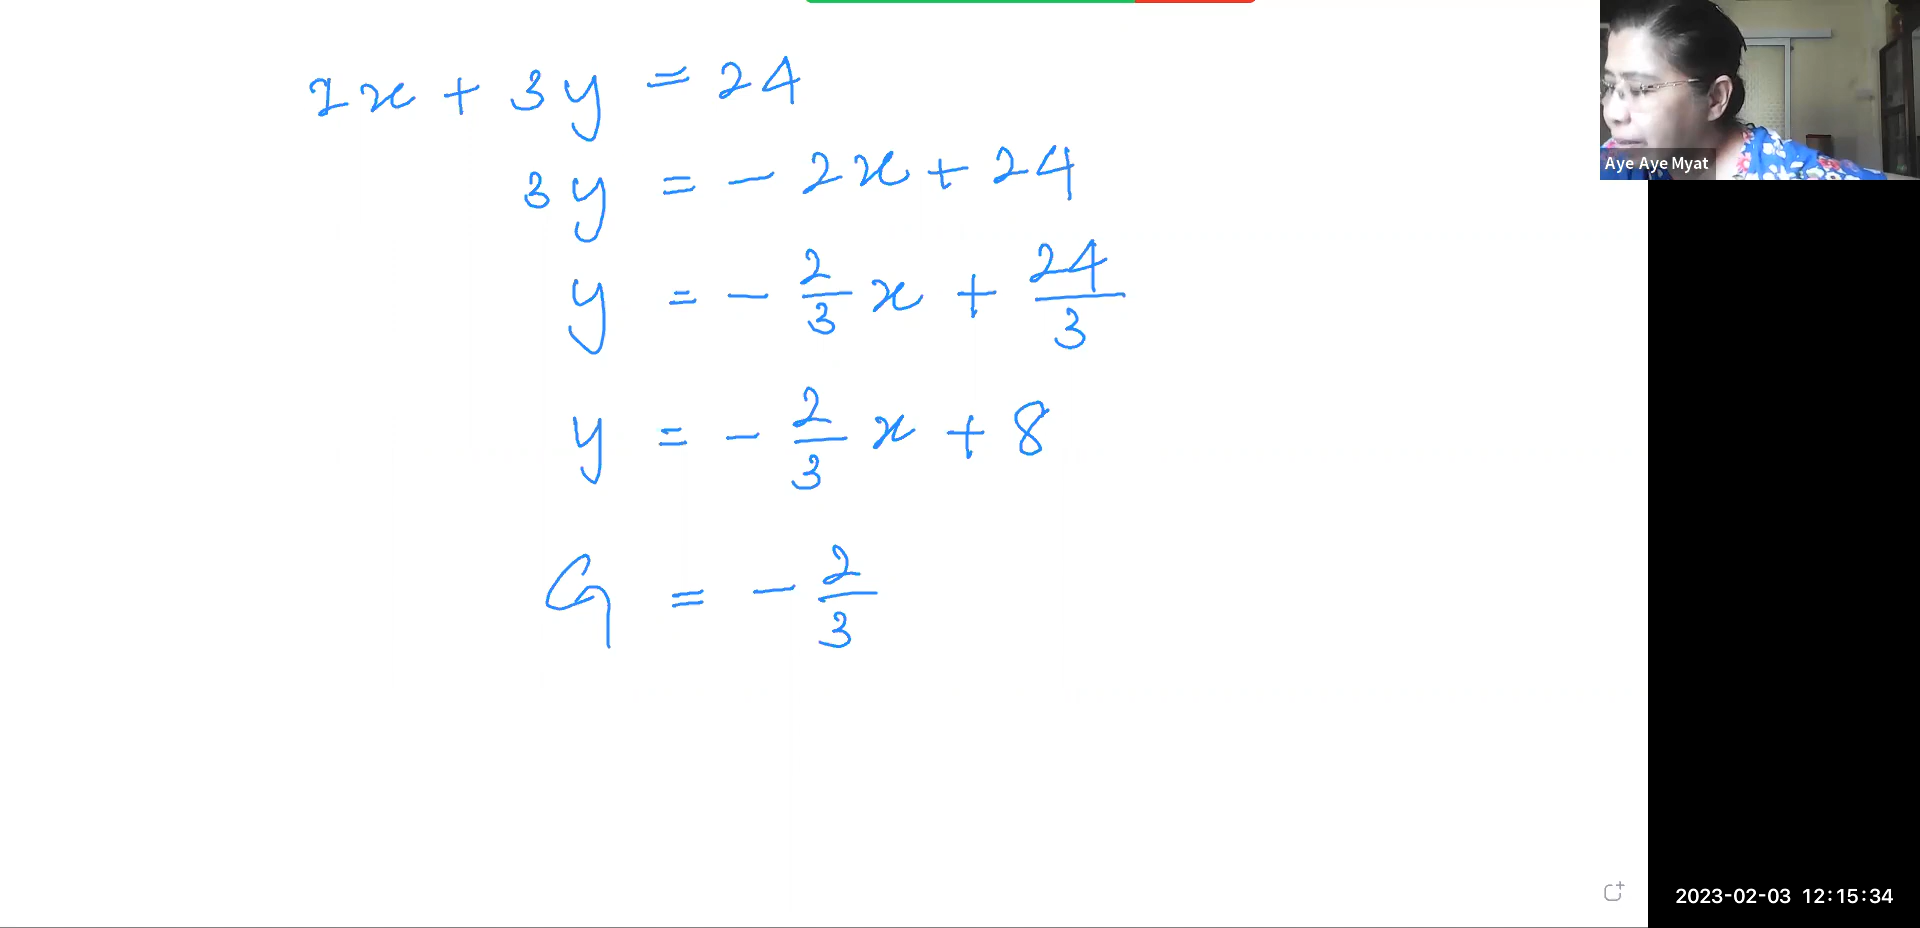 2x + 3y = 24
3y = - 2x + 24
y = - 2/3 x + 24/3
y = - 2/3 x + 8
G = - 2/3
Aye Aye Myat
2023-02-03 12:15:34